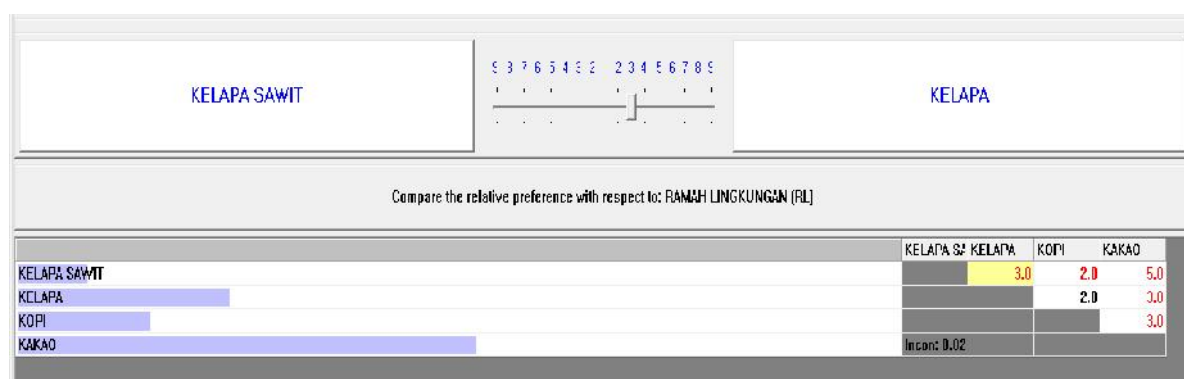 9 8 7 6 5 4 3 2 2 3 4 5 6 7 8 9
KELAPA SAWIT
KELAPA
Compare the relative preference with respect to: RAMAH LINGKUNGAN (RL)
KELAPA SA KELAPA KOPI KAKAO
KELAPA SAWIT 3.0 2.0 5.0
KELAPA 2.0 3.0
KOPI 3.0
KAKAO Incon: 0.02